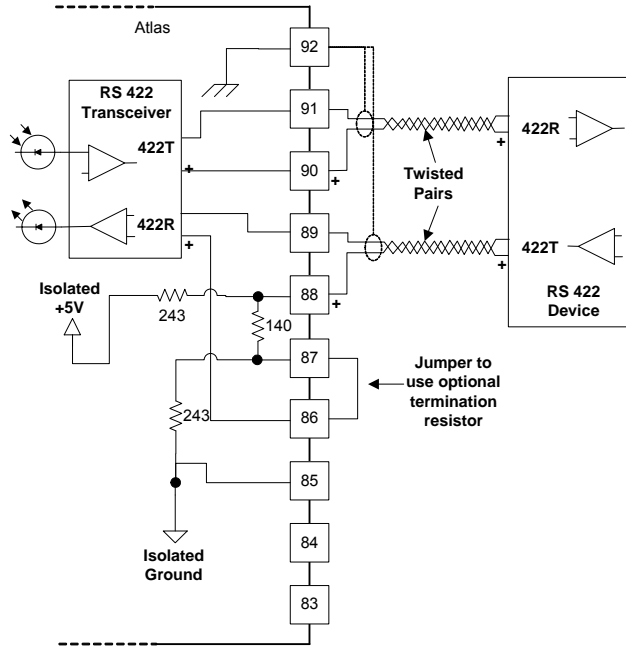 Atlas
92
RS 422
Transceiver
91
422T
422R
+
90
+
+
Twisted
Pairs
422R
89
422T
+
+
Isolated
+5V
88
+
RS 422
Device
243
140
87
Jumper to
use optional
termination
resistor
243
86
85
Isolated
Ground
84
83